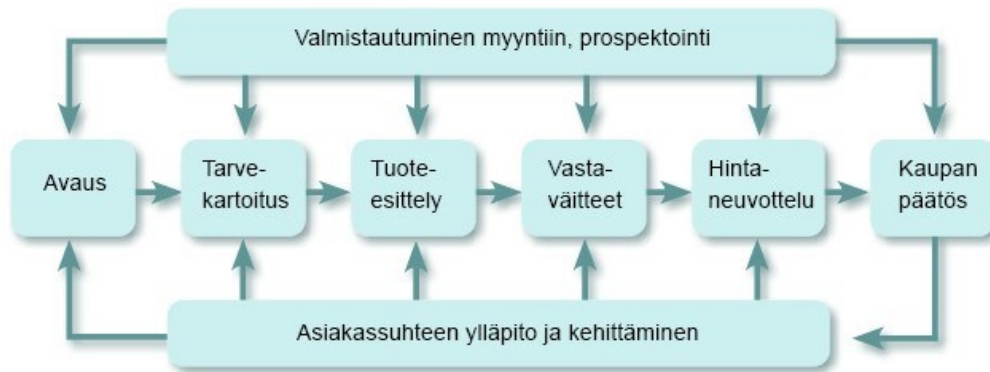 Valmistautuminen myyntiin, prospektointi
Avaus
Tarve-
kartoitus
Tuote-
esittely
Vasta-
väitteet
Hinta-
neuvottelu
Kaupan
päätös
Asiakassuhteen ylläpito ja kehittäminen